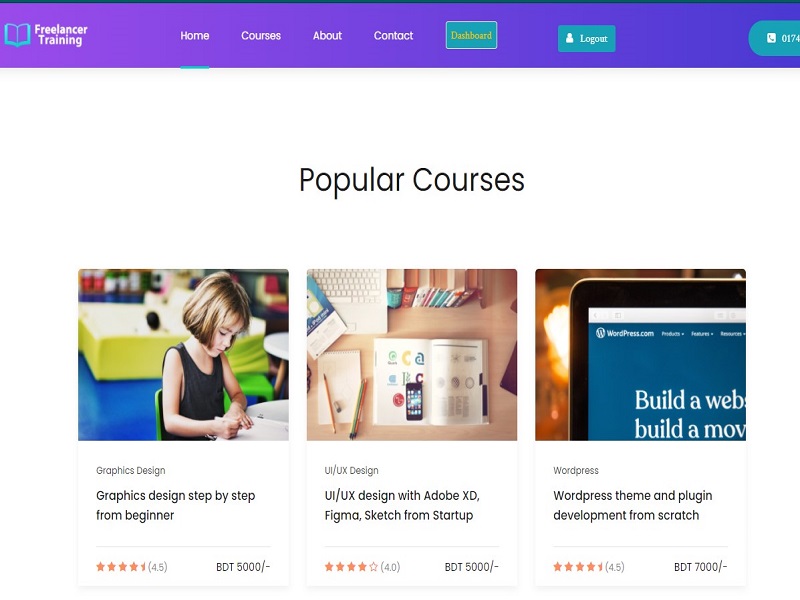 Freelancer
Training
Home
Courses
About
Contact
Dashboard
Logout
0174
Popular Courses
WordPress.com
Products
Features
Resources
Build a webs
build a mov
Graphics Design
Graphics design step by step
from beginner
(4.5)
BDT 5000/-
UI/UX Design
UI/UX design with Adobe XD,
Figma, Sketch from Startup
(4.0)
BDT 5000/-
Wordpress
Wordpress theme and plugin
development from scratch
(4.5)
BDT 7000/-